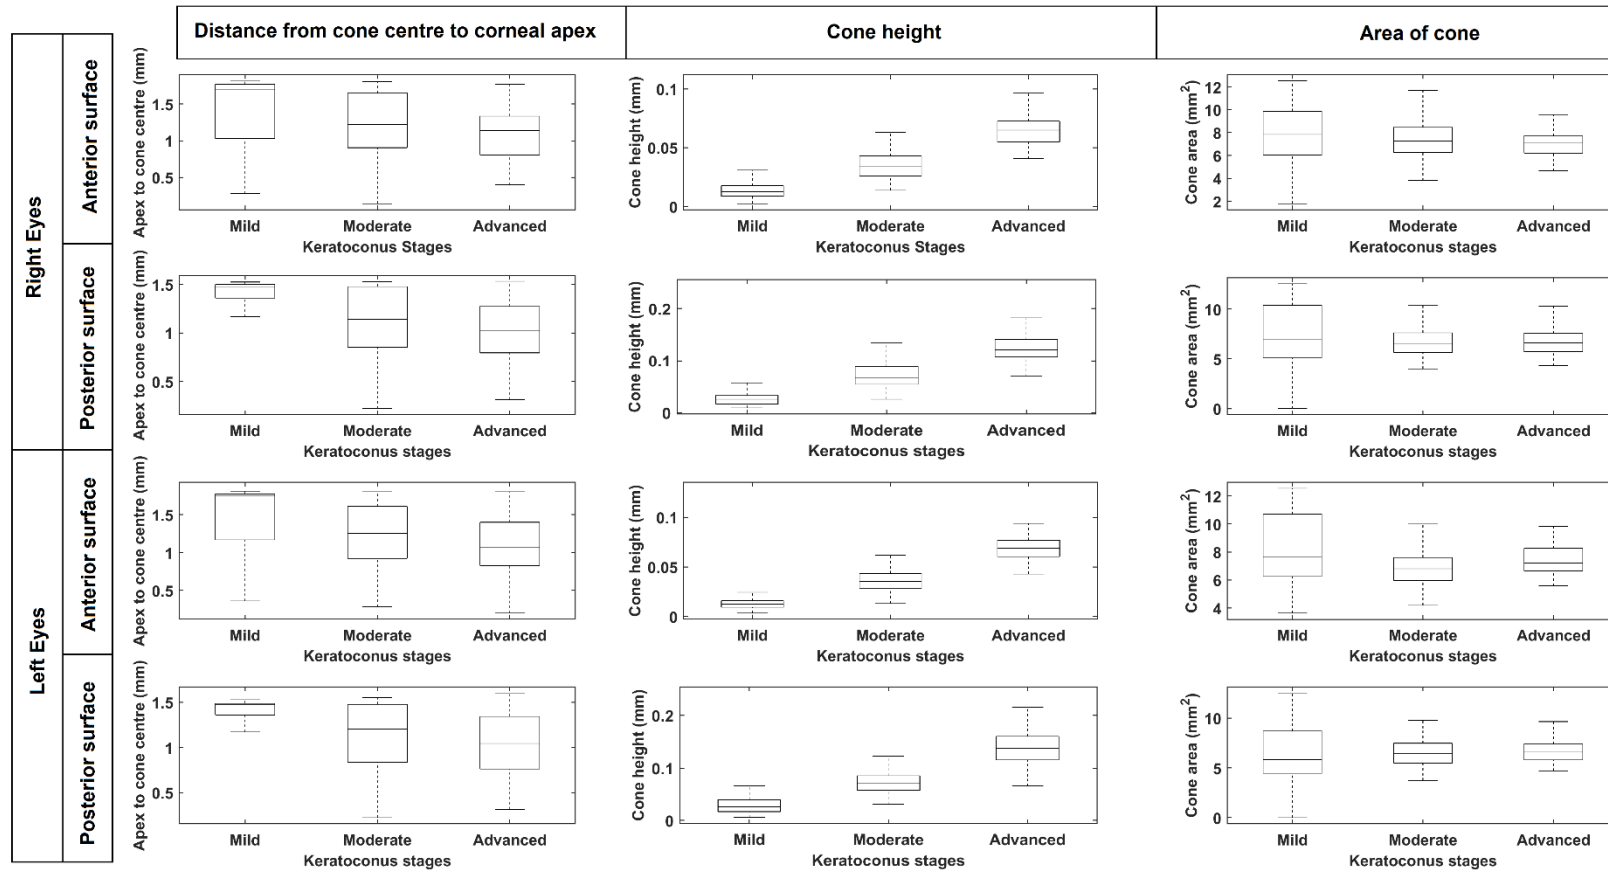 Distance from cone centre to corneal apex
Cone height
Area of cone
Right Eyes
Anterior surface
Apex to cone centre (mm)
1.5
1
0.5
Mild Moderate Advanced
Keratoconus Stages
Cone height (mm)
0.1
0.05
0
Mild Moderate Advanced
Keratoconus Stages
Cone area (mm²)
12
10
8
6
4
2
Mild Moderate Advanced
Keratoconus stages
Posterior surface
Apex to cone centre (mm)
1.5
1
0.5
Mild Moderate Advanced
Keratoconus stages
Cone height (mm)
0.2
0.1
0
Mild Moderate Advanced
Keratoconus stages
Cone area (mm²)
10
5
0
Mild Moderate Advanced
Keratoconus stages
Left Eyes
Anterior surface
Apex to cone centre (mm)
1.5
1
0.5
Mild Moderate Advanced
Keratoconus stages
Cone height (mm)
0.1
0.05
0
Mild Moderate Advanced
Keratoconus stages
Cone area (mm²)
12
10
8
6
4
Mild Moderate Advanced
Keratoconus stages
Posterior surface
Apex to cone centre (mm)
1.5
1
0.5
Mild Moderate Advanced
Keratoconus stages
Cone height (mm)
0.2
0.1
0
Mild Moderate Advanced
Keratoconus stages
Cone area (mm²)
10
5
0
Mild Moderate Advanced
Keratoconus stages